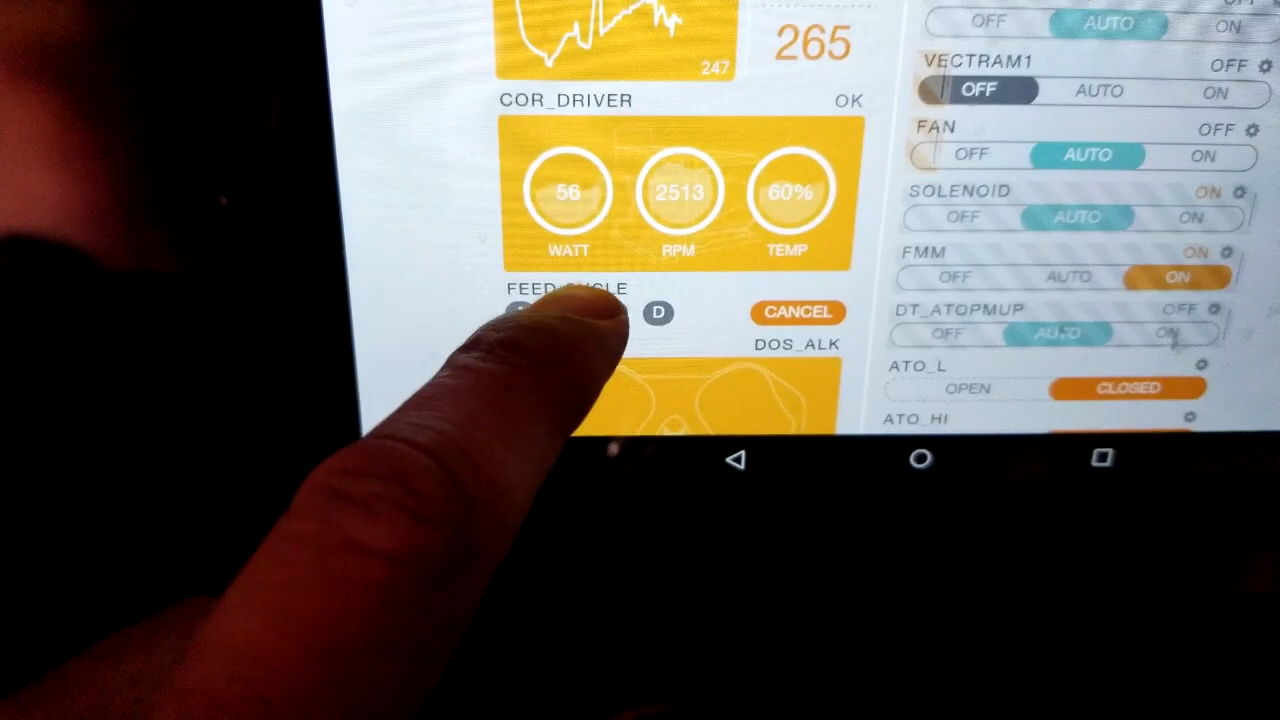 OFF AUTO ON
265
247
VECTRAM1 OFF
OFF AUTO ON
COR_DRIVER OK
FAN OFF
OFF AUTO ON
56 2513 60%
WATT RPM TEMP
SOLENOID ON
OFF AUTO ON
FMM ON
OFF AUTO ON
FEED CYCLE
D CANCEL
DT_ATOPMUP OFF
OFF AUTO ON
DOS_ALK
ATO_L
OPEN CLOSED
ATO_HI